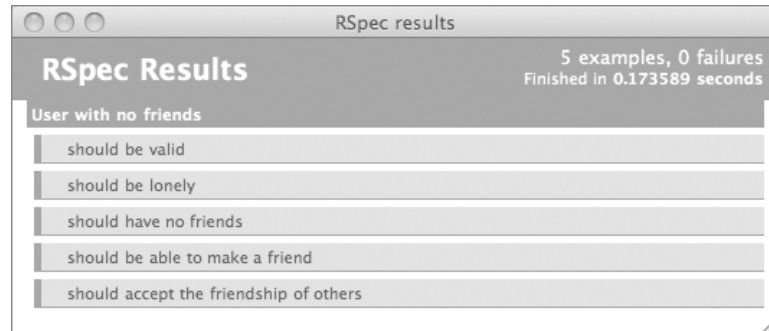 RSpec results
RSpec Results
5 examples, 0 failures
Finished in 0.173589 seconds
User with no friends
should be valid
should be lonely
should have no friends
should be able to make a friend
should accept the friendship of others